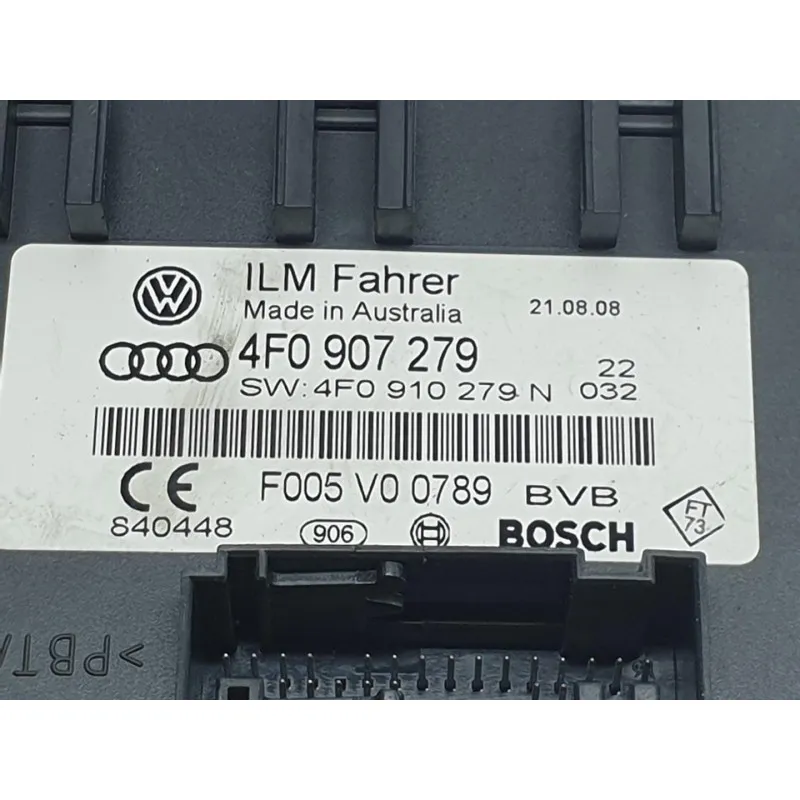 ILM Fahrer
Made in Australia 21.08.08
4F0 907 279 22
SW:4F0 910 279 N 032
F005 V0 0789 BVB
840448 906 BOSCH FT 73
>PBT